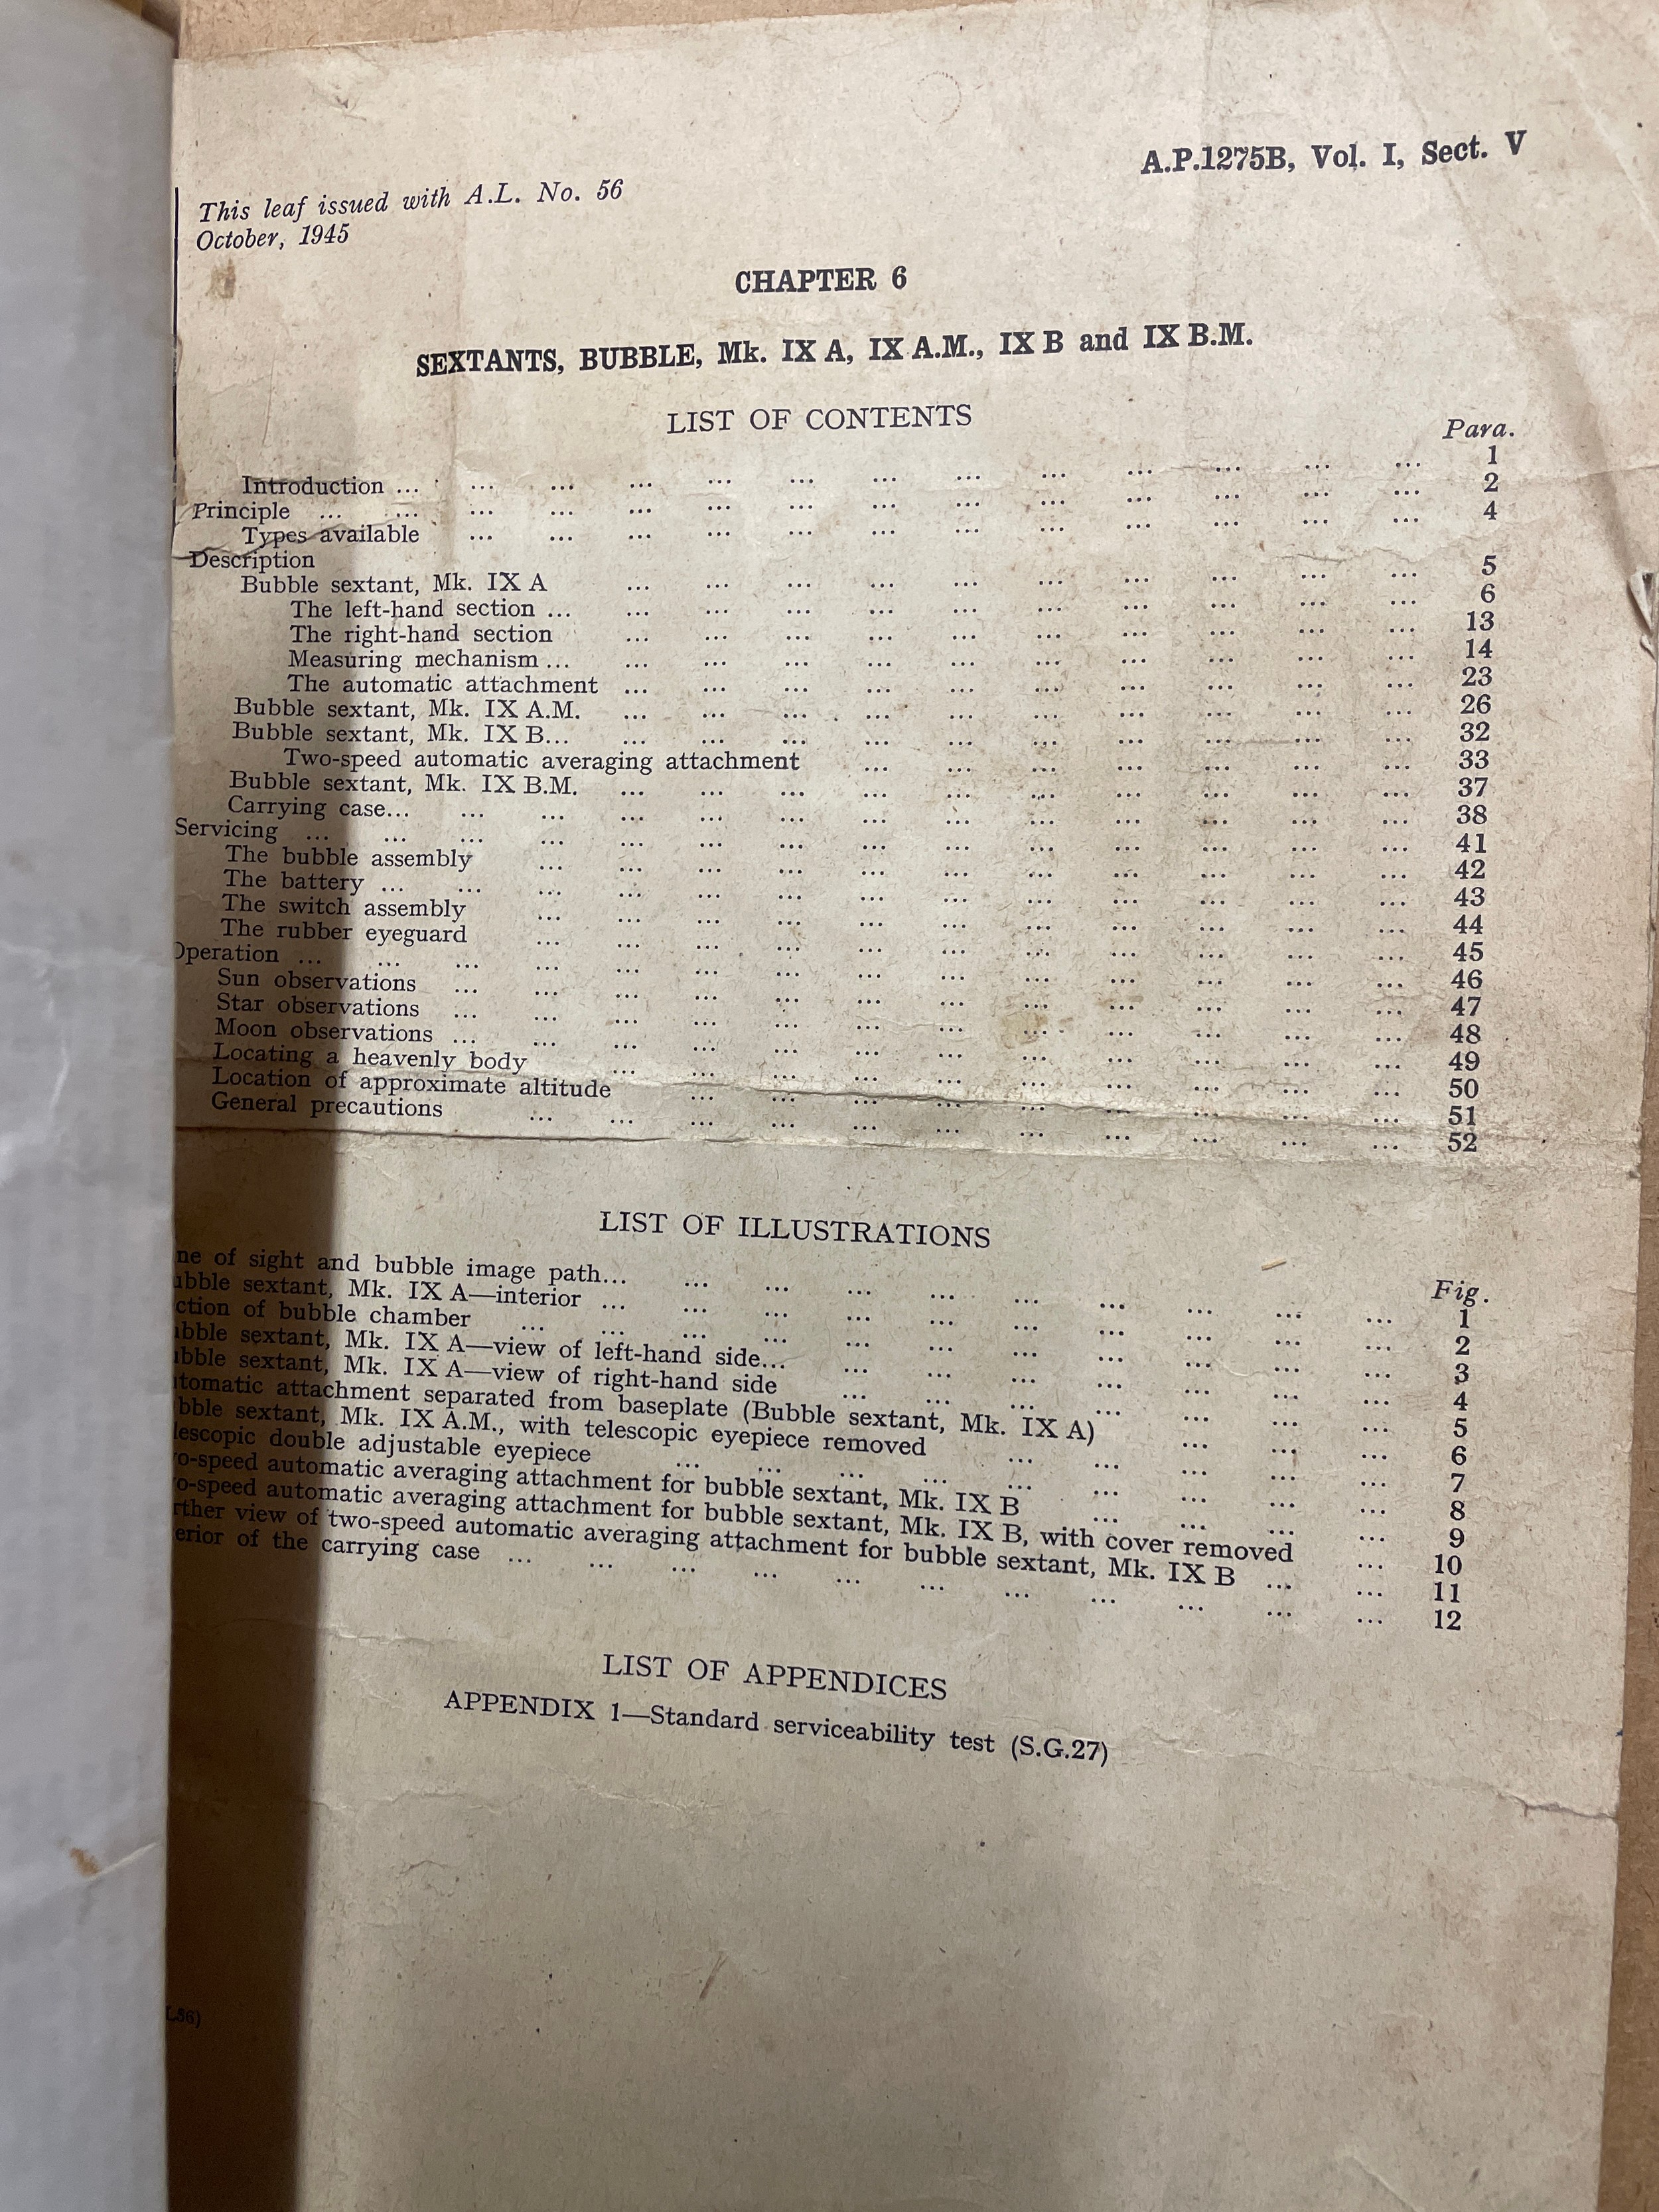 A.P.1275B, Vol. I, Sect. V
This leaf issued with A.L. No. 56
October, 1945
CHAPTER 6
SEXTANTS, BUBBLE, Mk. IX A, IX A.M., IX B and IX B.M.
LIST OF CONTENTS
Para.
Introduction ... 1
Principle ... 2
Types available ... 4
Description
Bubble sextant, Mk. IX A ... 5
The left-hand section ... 6
The right-hand section ... 13
Measuring mechanism ... 14
The automatic attachment ... 23
Bubble sextant, Mk. IX A.M. ... 26
Bubble sextant, Mk. IX B... 32
Two-speed automatic averaging attachment ... 33
Bubble sextant, Mk. IX B.M. ... 37
Carrying case... 38
Servicing ... 41
The bubble assembly ... 42
The battery ... 43
The switch assembly ... 44
The rubber eyeguard ... 45
Operation ... 46
Sun observations ... 47
Star observations ... 48
Moon observations ... 49
Locating a heavenly body ... 50
Location of approximate altitude ... 51
General precautions ... 52
LIST OF ILLUSTRATIONS
Fig.
ne of sight and bubble image path... 1
ubble sextant, Mk. IX A—interior ... 2
ction of bubble chamber ... 3
ubble sextant, Mk. IX A—view of left-hand side... 4
ubble sextant, Mk. IX A—view of right-hand side ... 5
utomatic attachment separated from baseplate (Bubble sextant, Mk. IX A) ... 6
bble sextant, Mk. IX A.M., with telescopic eyepiece removed ... 7
lescopic double adjustable eyepiece ... 8
o-speed automatic averaging attachment for bubble sextant, Mk. IX B ... 9
o-speed automatic averaging attachment for bubble sextant, Mk. IX B, with cover removed ... 10
rther view of two-speed automatic averaging attachment for bubble sextant, Mk. IX B ... 11
erior of the carrying case ... 12
LIST OF APPENDICES
APPENDIX 1—Standard serviceability test (S.G.27)